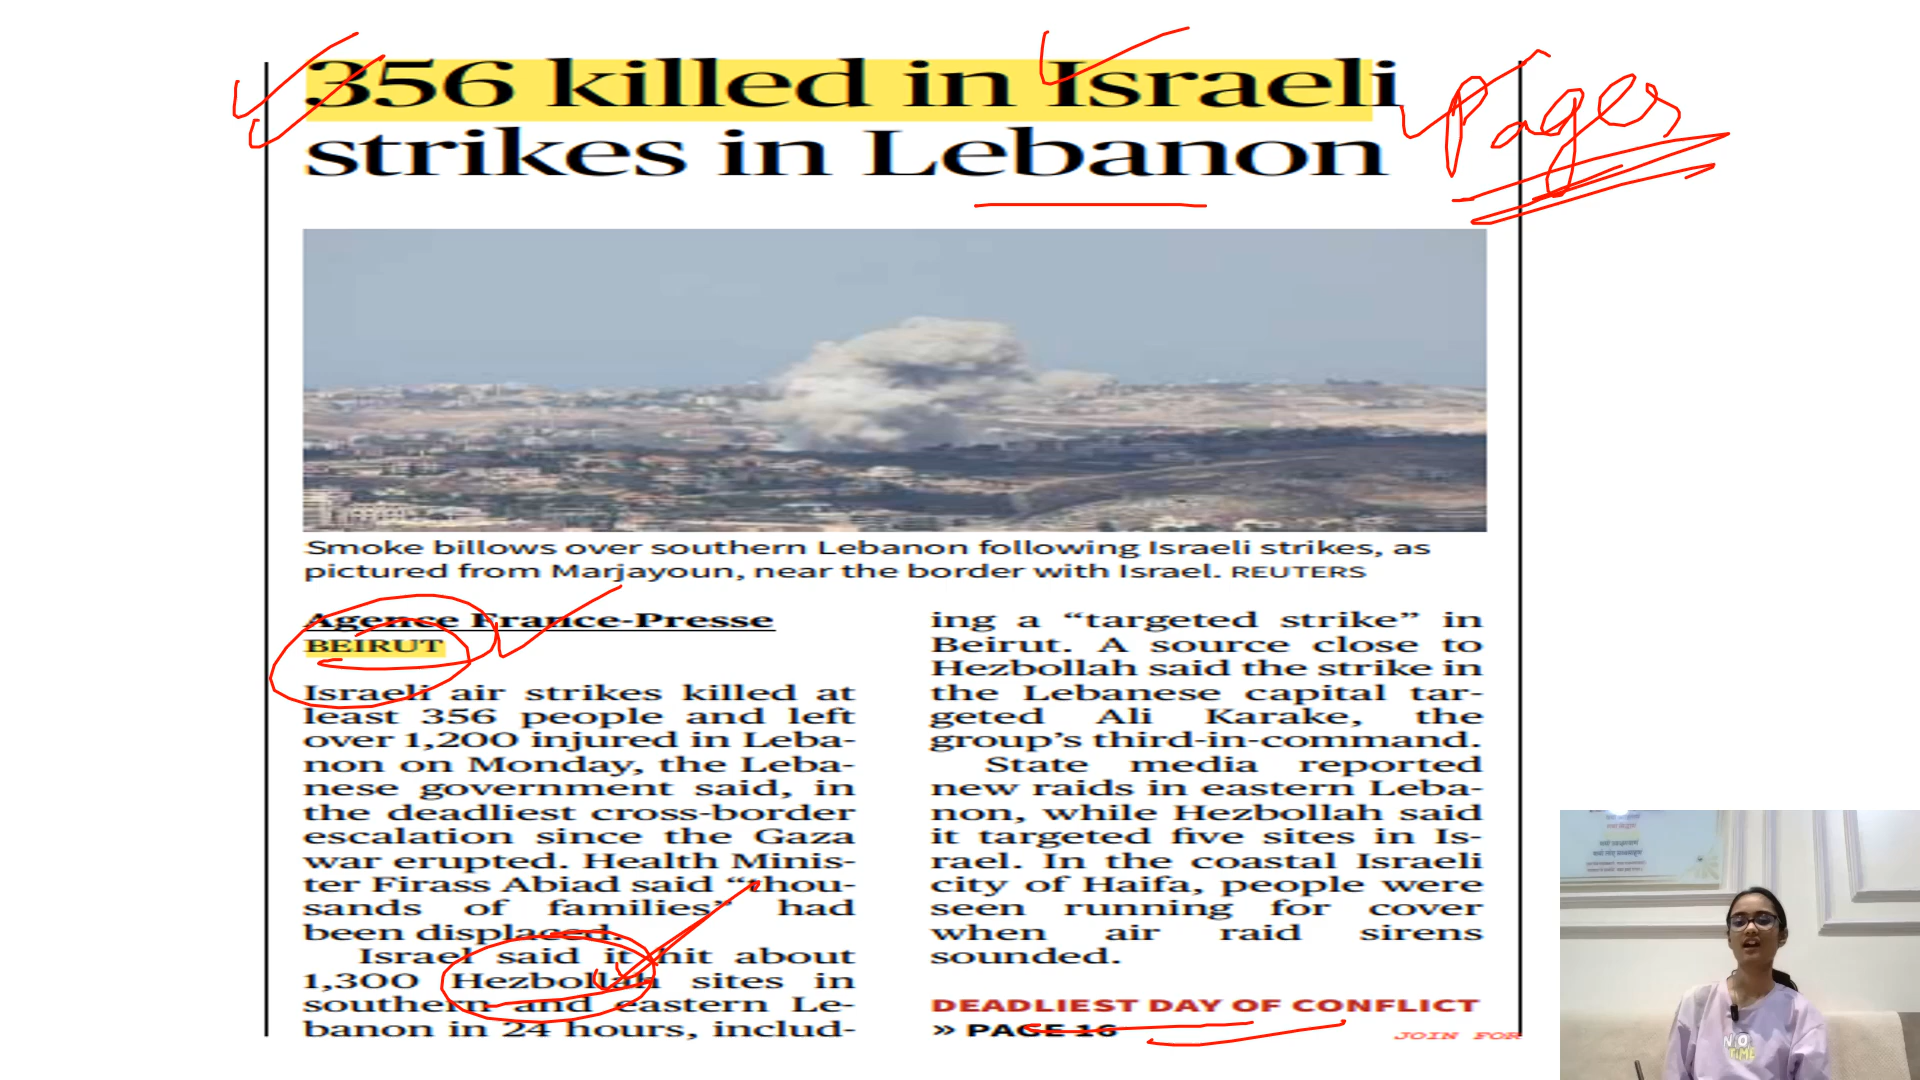 356 killed in Israeli
strikes in Lebanon
Pages
Smoke billows over southern Lebanon following Israeli strikes, as
pictured from Marjayoun, near the border with Israel. REUTERS
Agence France-Presse
BEIRUT
Israeli air strikes killed at
least 356 people and left
over 1,200 injured in Leba-
non on Monday, the Leba-
nese government said, in
the deadliest cross-border
escalation since the Gaza
war erupted. Health Minis-
ter Firass Abiad said “thou-
sands of families” had
been displaced.
Israel said it hit about
1,300 Hezbollah sites in
southern and eastern Le-
banon in 24 hours, includ-
ing a “targeted strike” in
Beirut. A source close to
Hezbollah said the strike in
the Lebanese capital tar-
geted Ali Karake, the
group’s third-in-command.
State media reported
new raids in eastern Leba-
non, while Hezbollah said
it targeted five sites in Is-
rael. In the coastal Israeli
city of Haifa, people were
seen running for cover
when air raid sirens
sounded.
DEADLIEST DAY OF CONFLICT
» PAGE 16
JOIN FOR
NO
TIME